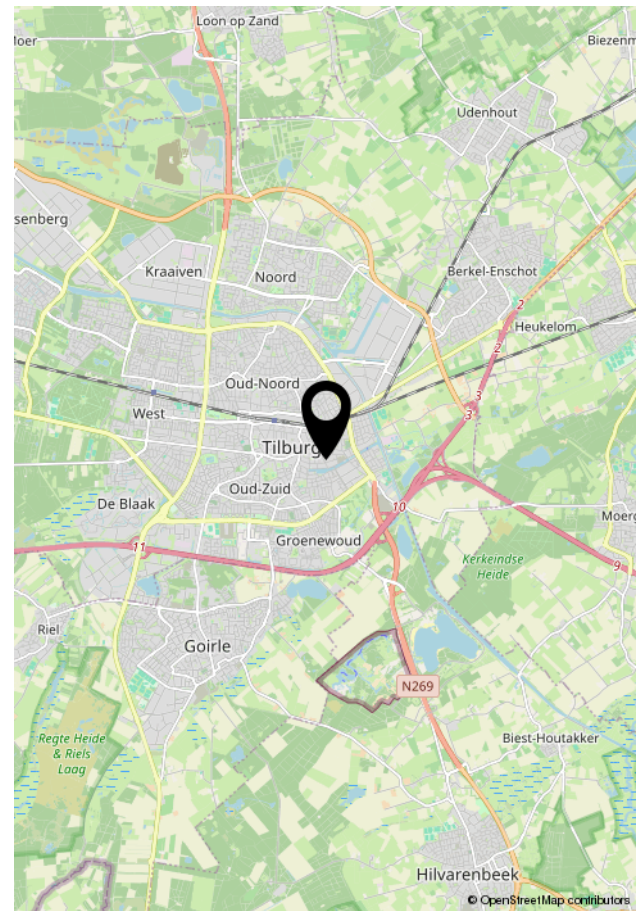 Loon op Zand
Moer
Biezenm
Udenhout
senberg
Kraaiven
Noord
Berkel-Enschot
2
Heukelom
2
3
3
Oud-Noord
West
Tilburg
Oud-Zuid
De Blaak
10
Moerg
Groenewoud
11
Kerkeindse
Heide
9
Riel
Goirle
N269
Regte Heide
& Riels
Laag
Biest-Houtakker
Hilvarenbeek
© OpenStreetMap contributors